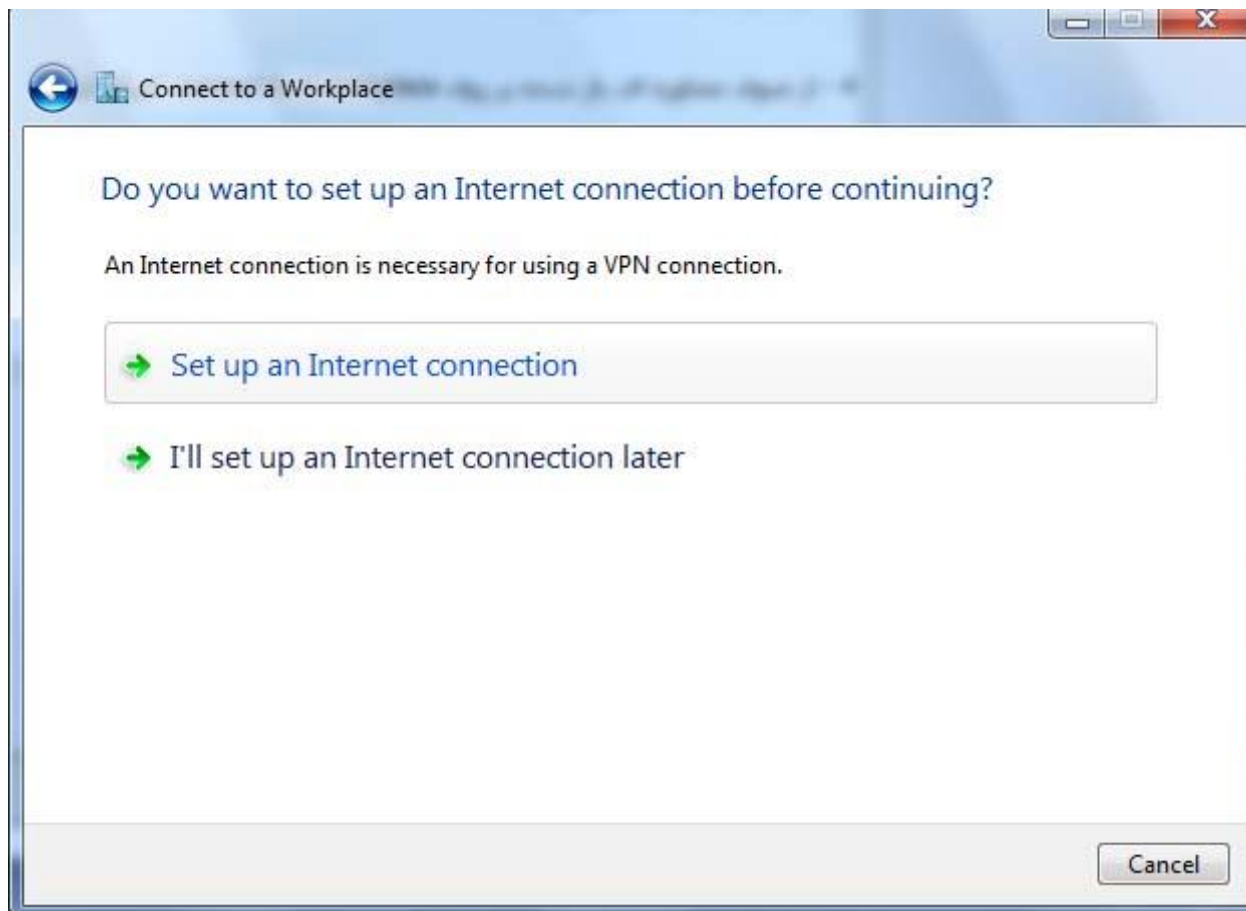 Connect to a Workplace
Do you want to set up an Internet connection before continuing?
An Internet connection is necessary for using a VPN connection.
Set up an Internet connection
I'll set up an Internet connection later
Cancel